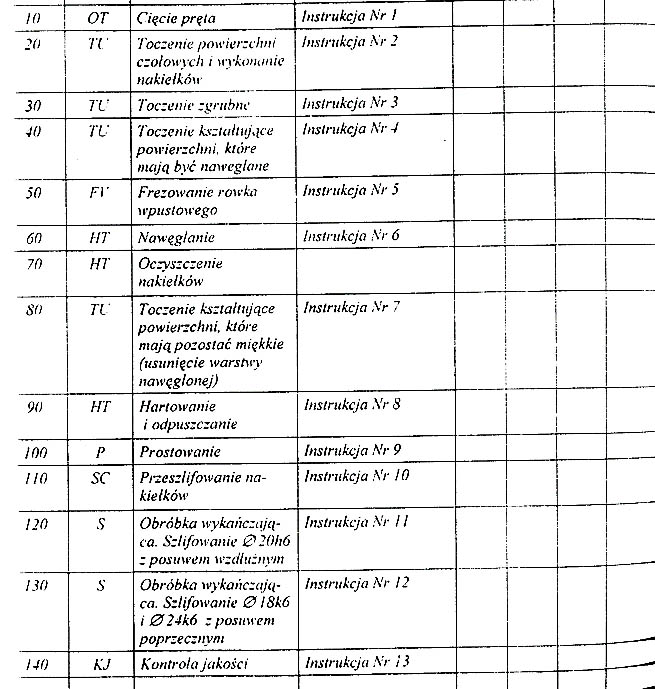 10 OT Cięcie pręta Instrukcja Nr 1
20 TU Toczenie powierzchni Instrukcja Nr 2
czołowych i wykonanie
nakiełków
30 TU Toczenie zgrubne Instrukcja Nr 3
40 TU Toczenie kształtujące Instrukcja Nr 4
powierzchni, które
mają być nawęglane
50 FV Frezowanie rowka Instrukcja Nr 5
wpustowego
60 HT Nawęglanie Instrukcja Nr 6
70 HT Oczyszczenie
nakiełków
80 TU Toczenie kształtujące Instrukcja Nr 7
powierzchni, które
mają pozostać miękkie
(usunięcie warstwy
nawęglonej)
90 HT Hartowanie Instrukcja Nr 8
i odpuszczanie
100 P Prostowanie Instrukcja Nr 9
110 SC Przeszlifowanie na-
kiełków Instrukcja Nr 10
120 S Obróbka wykańczają- Instrukcja Nr 11
ca. Szlifowanie ∅ 20h6
z posuwem wzdłużnym
130 S Obróbka wykańczają- Instrukcja Nr 12
ca. Szlifowanie ∅ 18k6
i ∅ 24k6 z posuwem
poprzecznym
140 KJ Kontrola jakości Instrukcja Nr 13